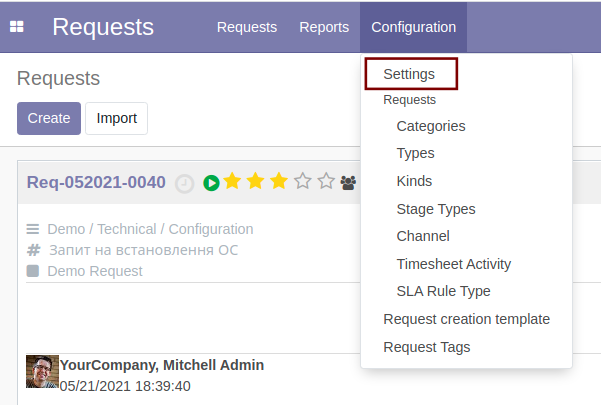 Requests Requests Reports Configuration
Requests
Create Import
Settings
Requests
Categories
Types
Kinds
Stage Types
Channel
Timesheet Activity
SLA Rule Type
Request creation template
Request Tags
Req-052021-0040
Demo / Technical / Configuration
# Запит на встановлення ОС
Demo Request
YourCompany, Mitchell Admin
05/21/2021 18:39:40